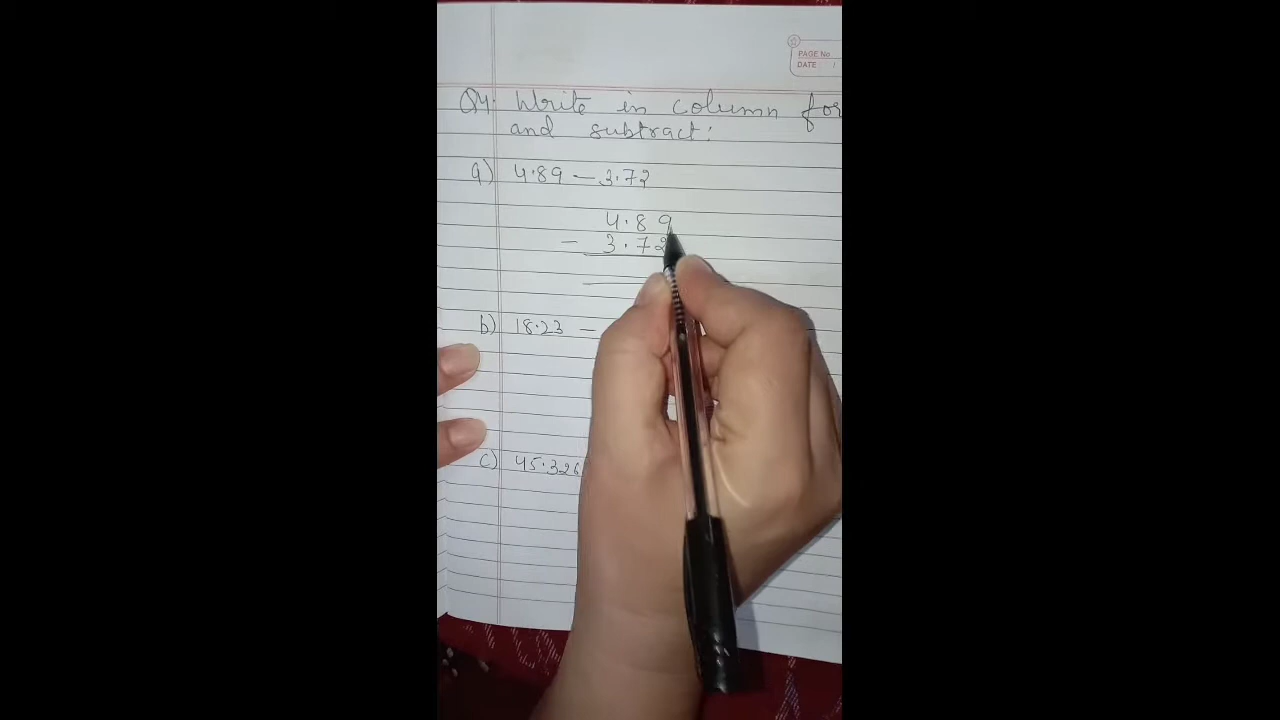 PAGE No
DATE /
Q4. Write in column for
and subtract:
a) 4.89 — 3.72
4.89
— 3.72
b) 18.23 —
c) 45.326